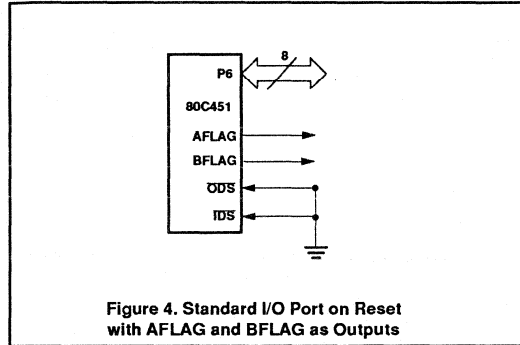 8
P6
80C451
AFLAG
BFLAG
ODS
IDS
Figure 4. Standard I/O Port on Reset
with AFLAG and BFLAG as Outputs